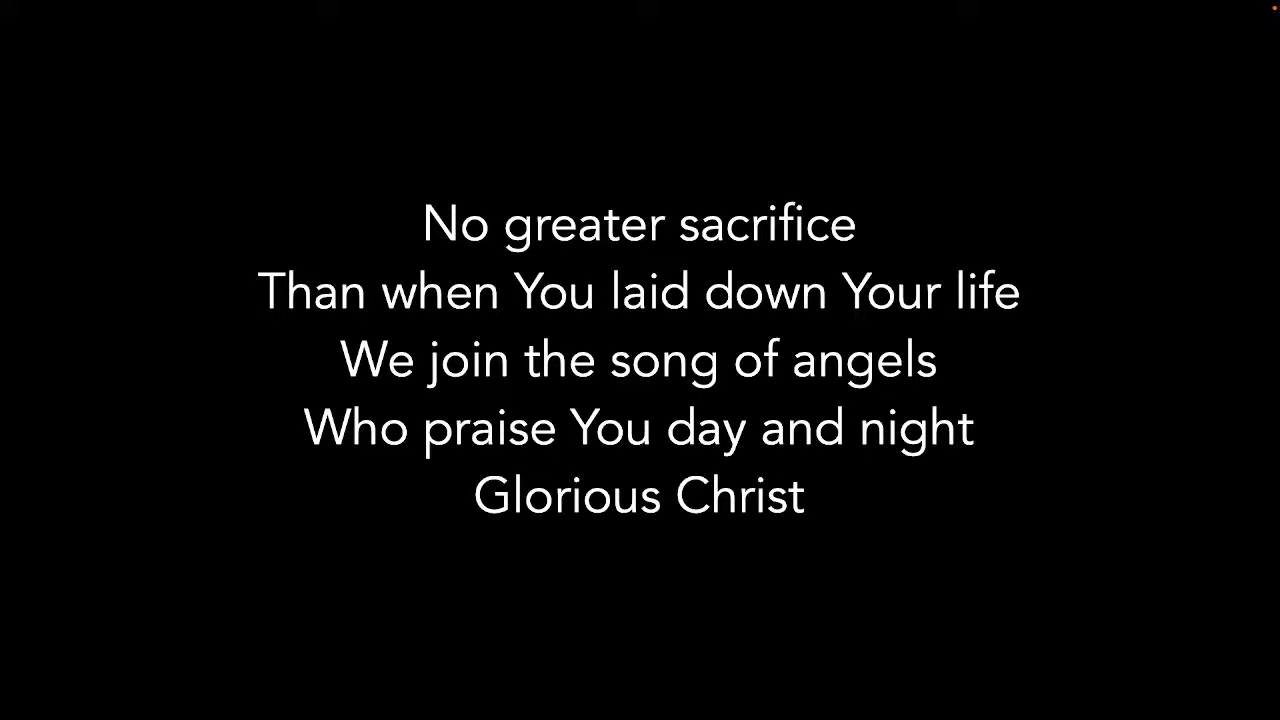 No greater sacrifice
Than when You laid down Your life
We join the song of angels
Who praise You day and night
Glorious Christ